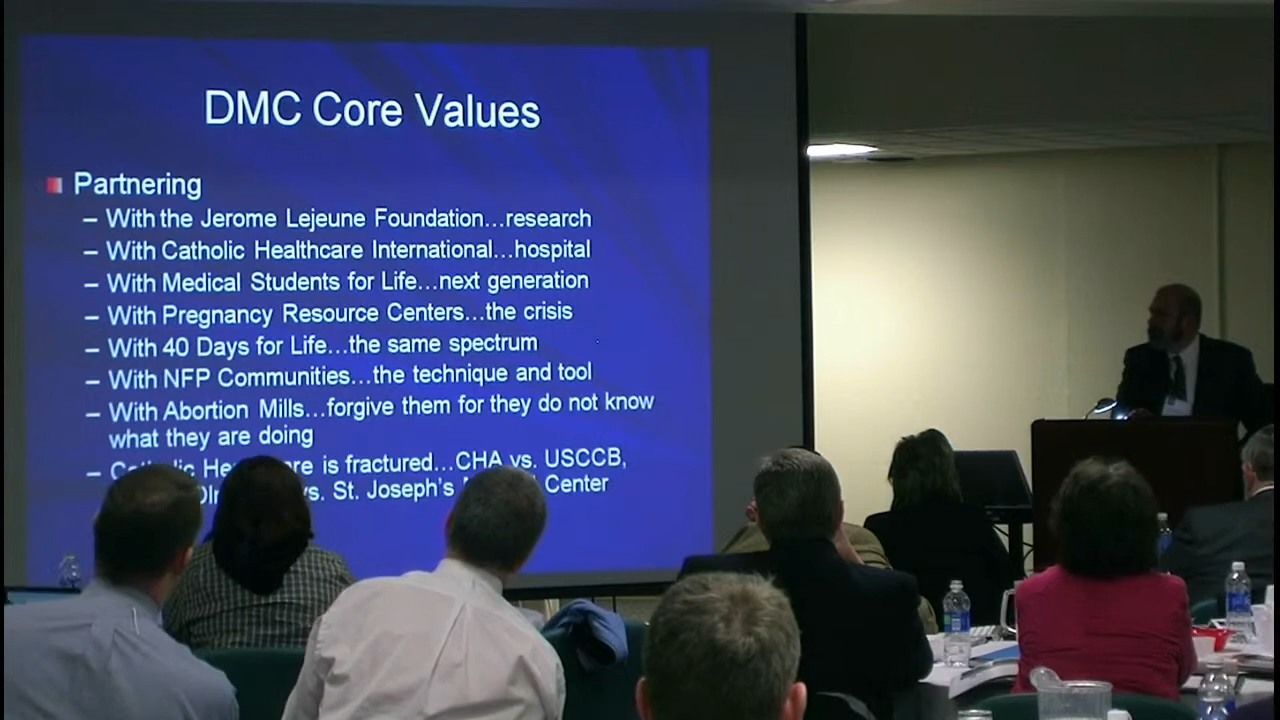 DMC Core Values
Partnering
– With the Jerome Lejeune Foundation…research
– With Catholic Healthcare International…hospital
– With Medical Students for Life…next generation
– With Pregnancy Resource Centers…the crisis
– With 40 Days for Life…the same spectrum
– With NFP Communities…the technique and tool
– With Abortion Mills…forgive them for they do not know
what they are doing
– is fractured…CHA vs. USCCB,
vs. St. Joseph's Center